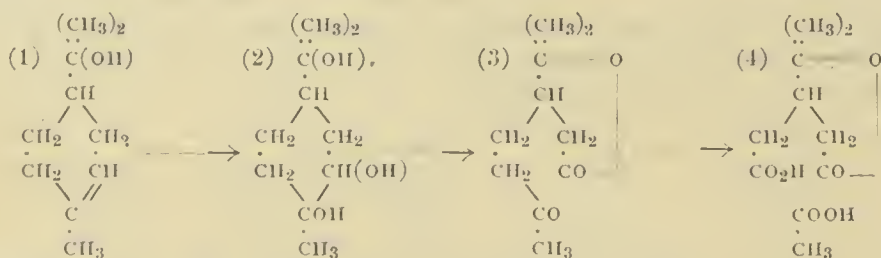 (CH₃)₂ (CH₃)₂ (CH₃)₂ (CH₃)₂
(1) C(OH) (2) C(OH). (3) C O (4) C O
CH CH CH CH
CH₂ CH₂ CH₂ CH₂ CH₂ CH₂ CH₂ CH₂
CH₂ CH → CH₂ CH(OH) → CH₂ CO → CO₂H CO
C COH CO COOH
CH₃ CH₃ CH₃ CH₃